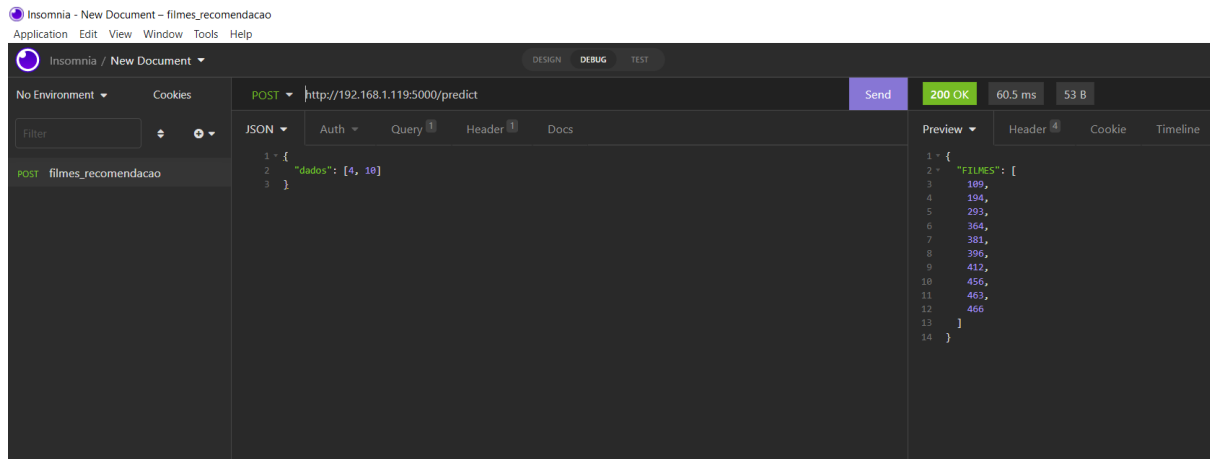 Insomnia - New Document – filmes_recomendacao
Application Edit View Window Tools Help
Insomnia / New Document
DESIGN DEBUG TEST
No Environment Cookies
POST http://192.168.1.119:5000/predict Send
200 OK 60.5 ms 53 B
Filter
JSON Auth Query 1 Header 1 Docs
Preview Header 4 Cookie Timeline
POST filmes_recomendacao
1 {
2 "dados": [4, 10]
3 }
1 {
2 "FILMES": [
3 109,
4 194,
5 293,
6 364,
7 381,
8 396,
9 412,
10 456,
11 463,
12 466
13 ]
14 }